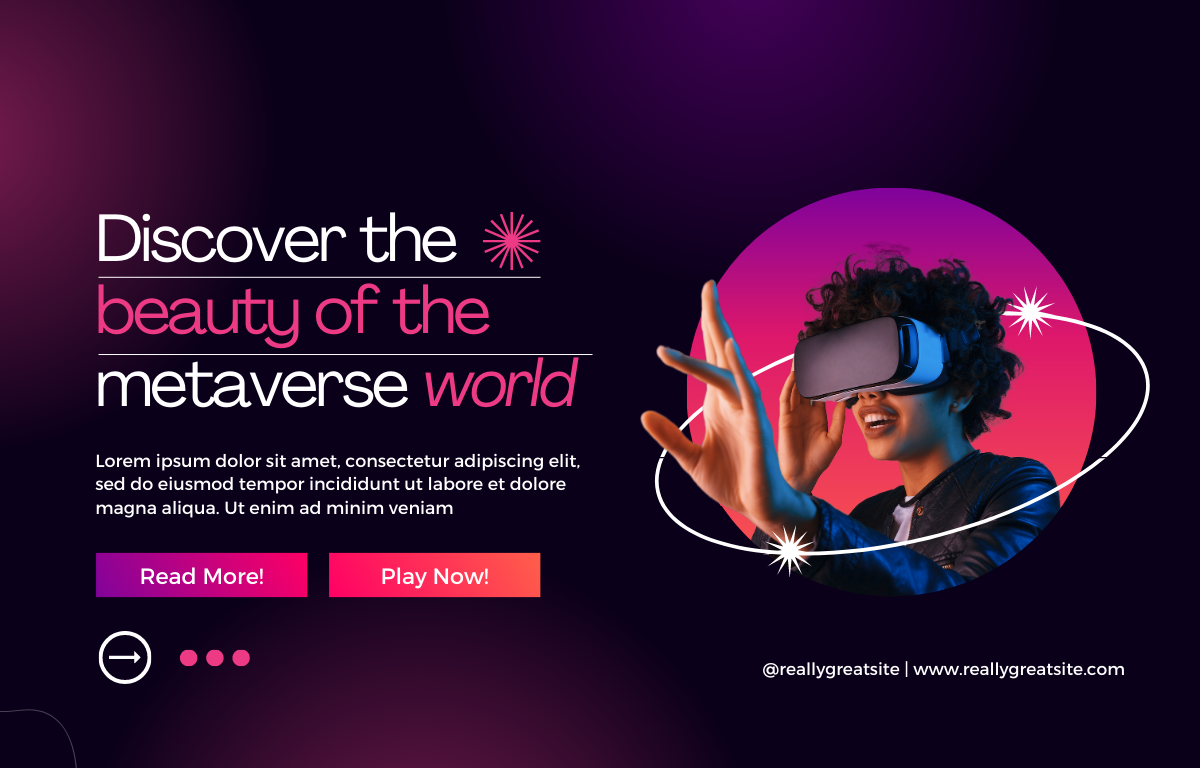 Discover the
beauty of the
metaverse world
Lorem ipsum dolor sit amet, consectetur adipiscing elit,
sed do eiusmod tempor incididunt ut labore et dolore
magna aliqua. Ut enim ad minim veniam
Read More!
Play Now!
@reallygreatsite | www.reallygreatsite.com